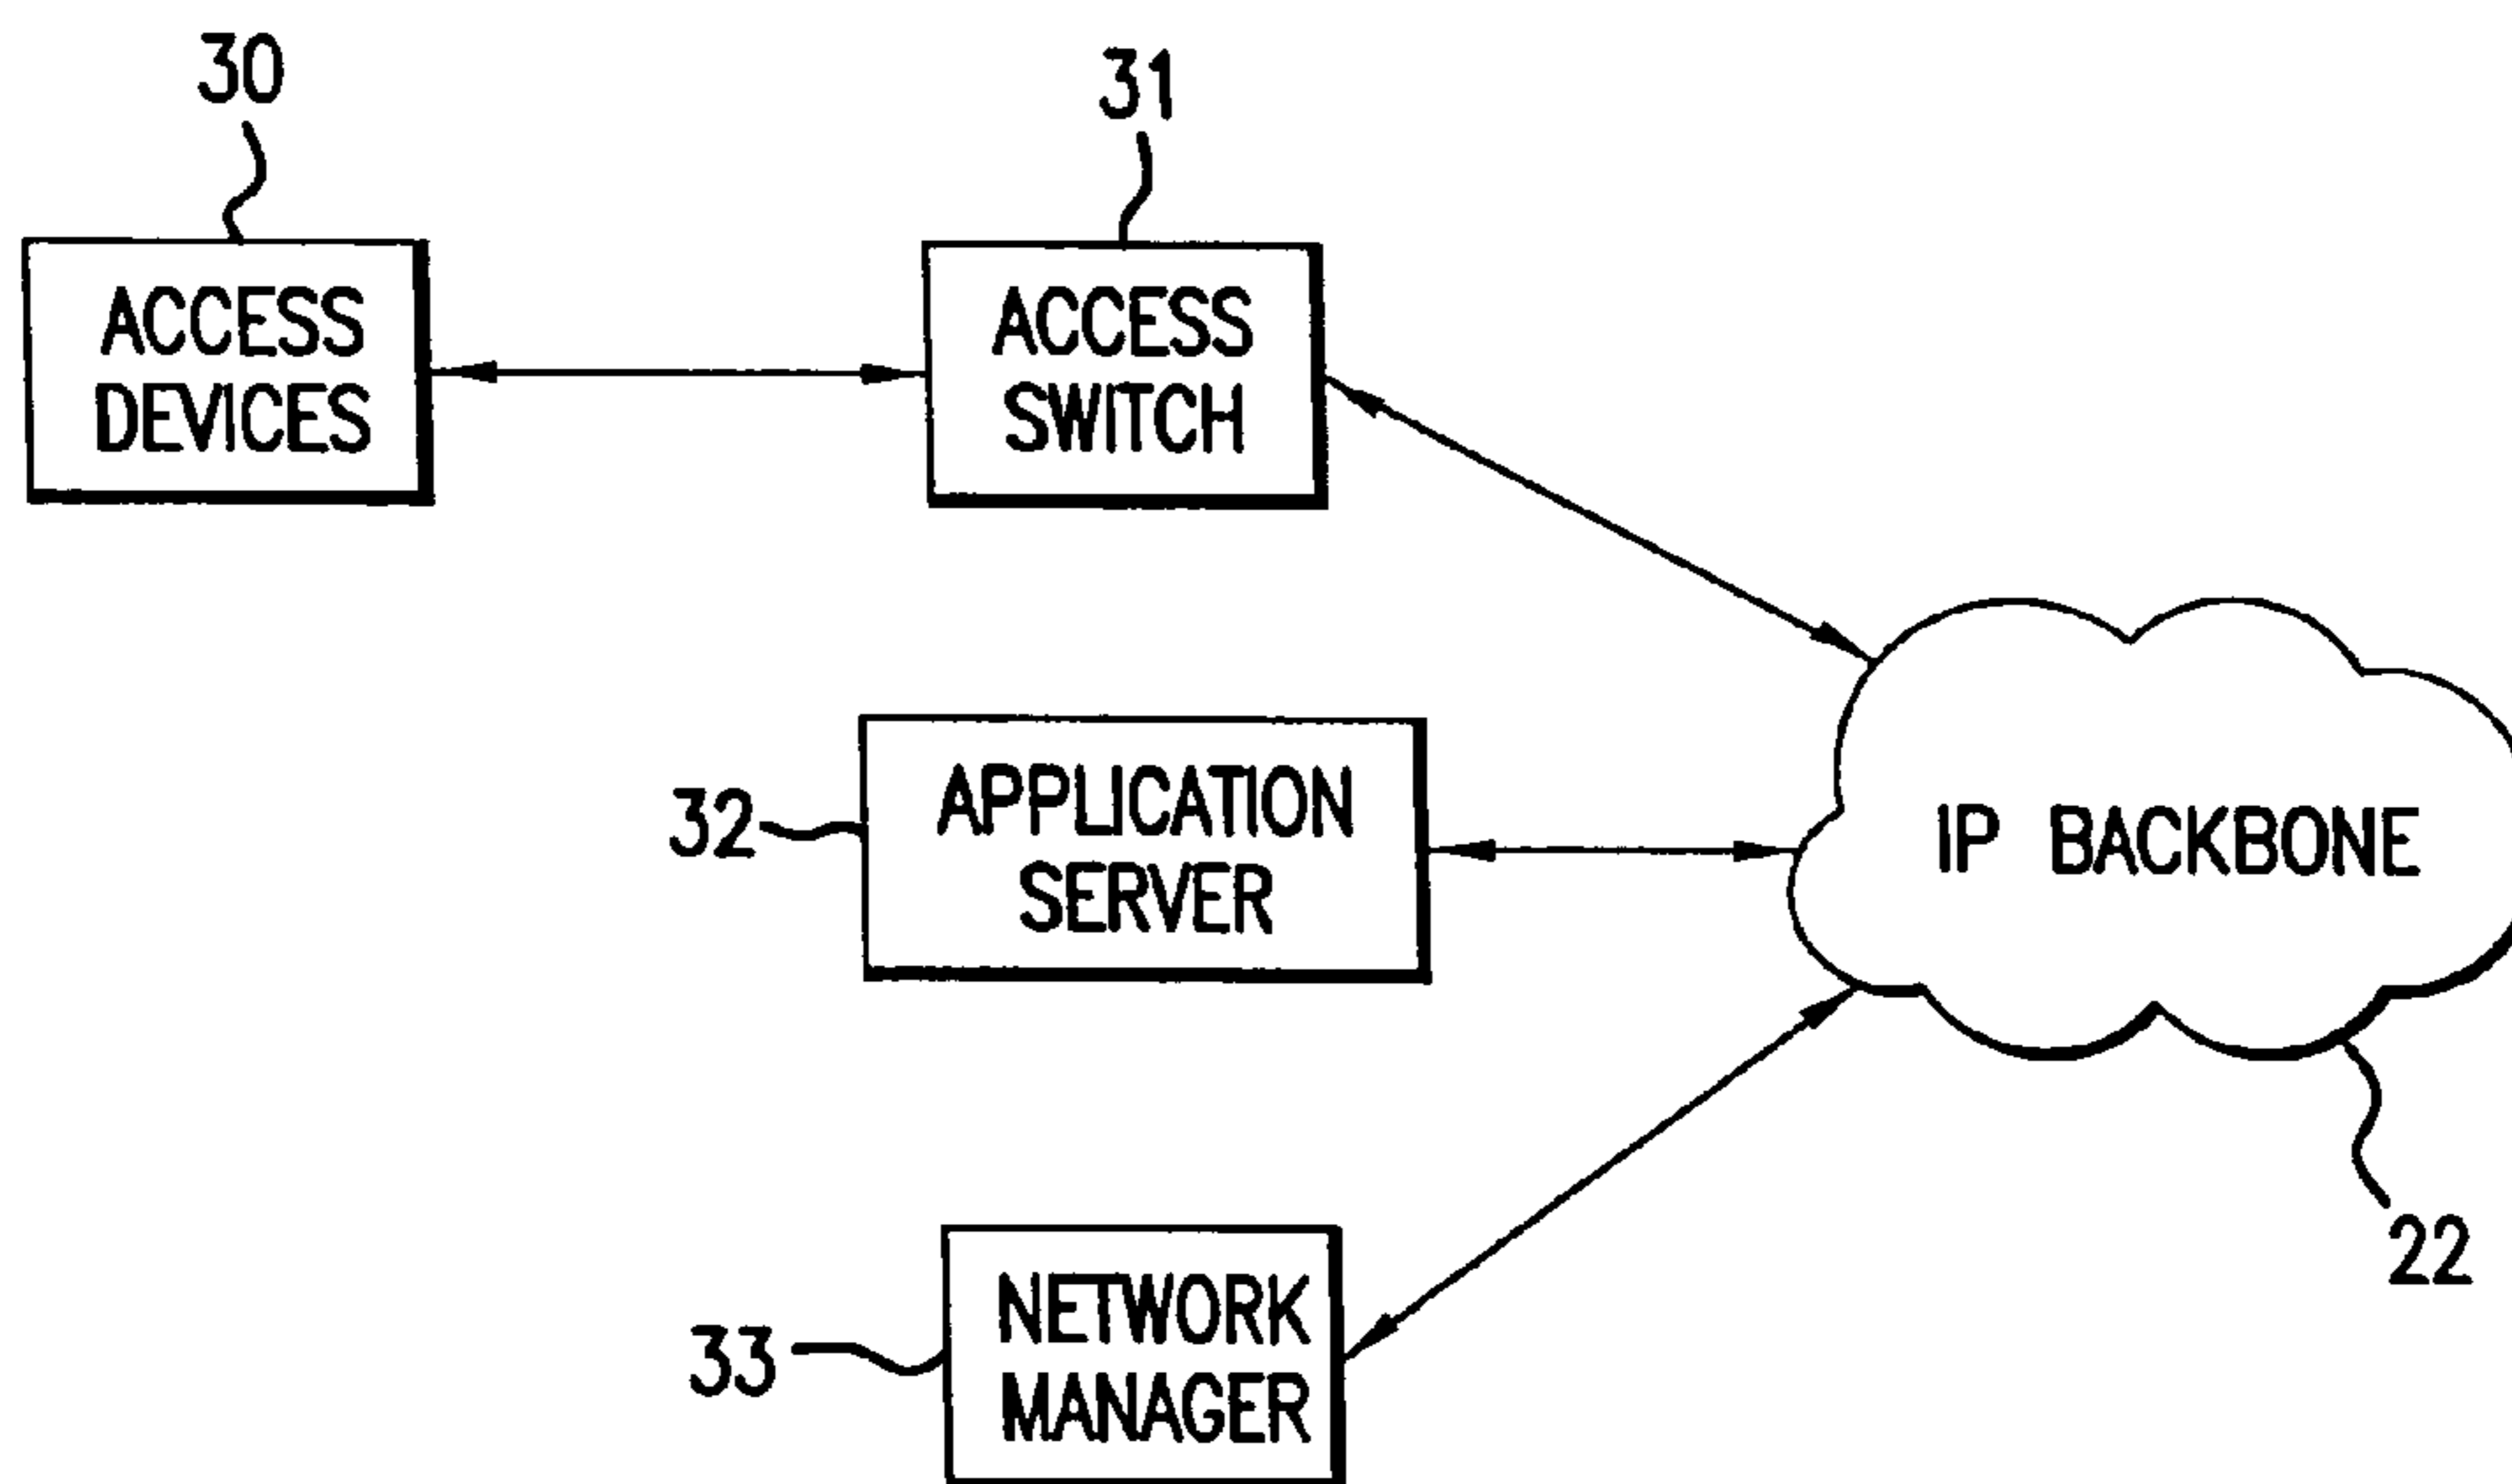 30
31
ACCESS
DEVICES
ACCESS
SWITCH
32
APPLICATION
SERVER
IP BACKBONE
22
33
NETWORK
MANAGER